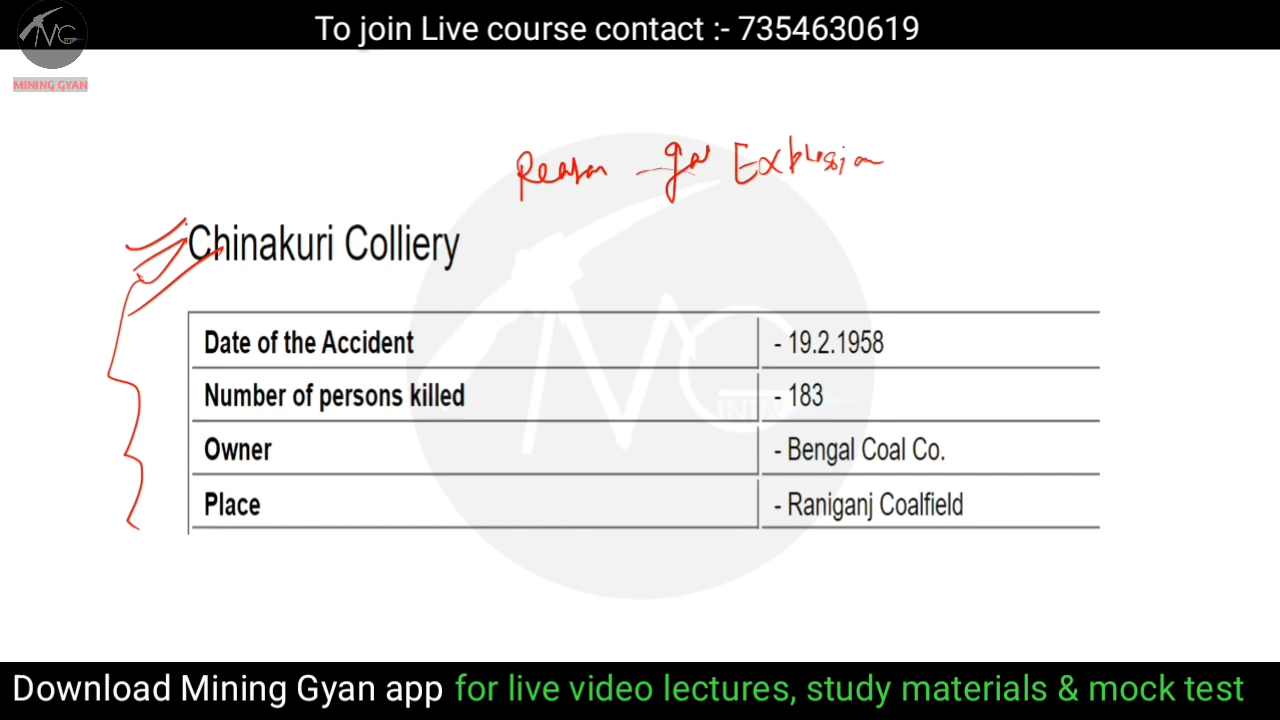 To join Live course contact :- 7354630619
MINING GYAN
Reason - gas Explosion
Chinakuri Colliery
Date of the Accident - 19.2.1958
Number of persons killed - 183
Owner - Bengal Coal Co.
Place - Raniganj Coalfield
Download Mining Gyan app for live video lectures, study materials & mock test